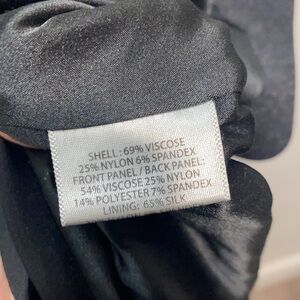 SHELL: 69% VISCOSE
25% NYLON 6% SPANDEX
FRONT PANEL / BACK PANEL:
54% VISCOSE 25% NYLON
14% POLYESTER 7% SPANDEX
LINING: 65% SILK